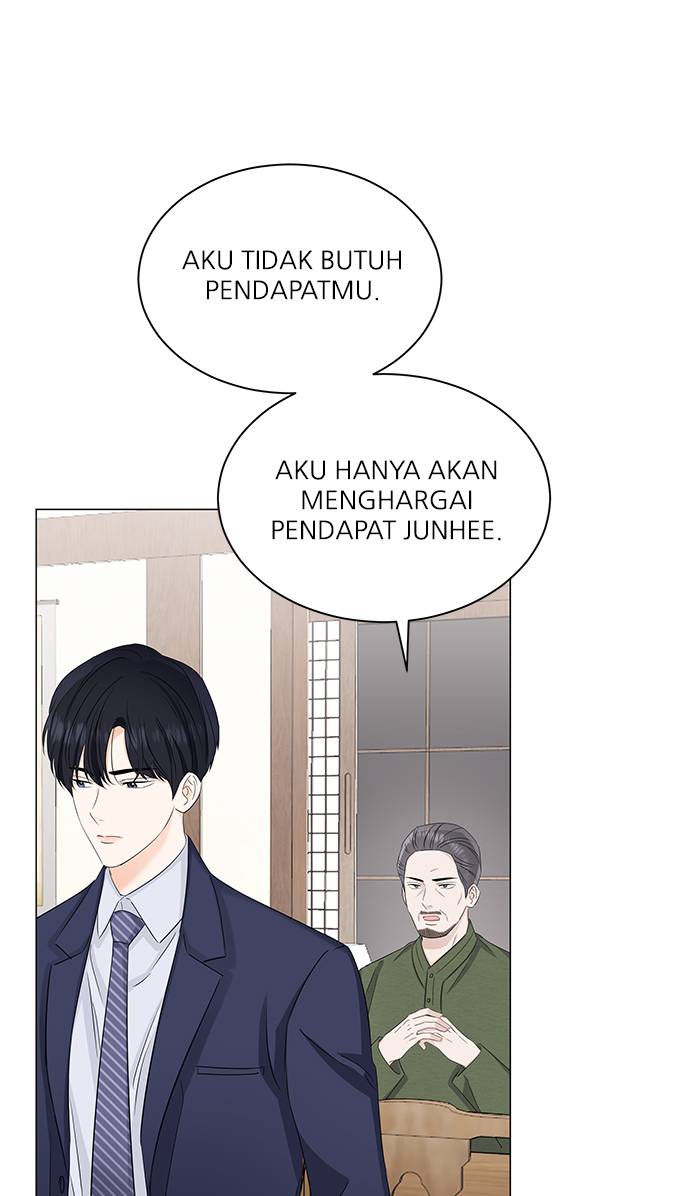 AKU TIDAK BUTUH
PENDAPATMU.
AKU HANYA AKAN
MENGHARGAI
PENDAPAT JUNHEE.